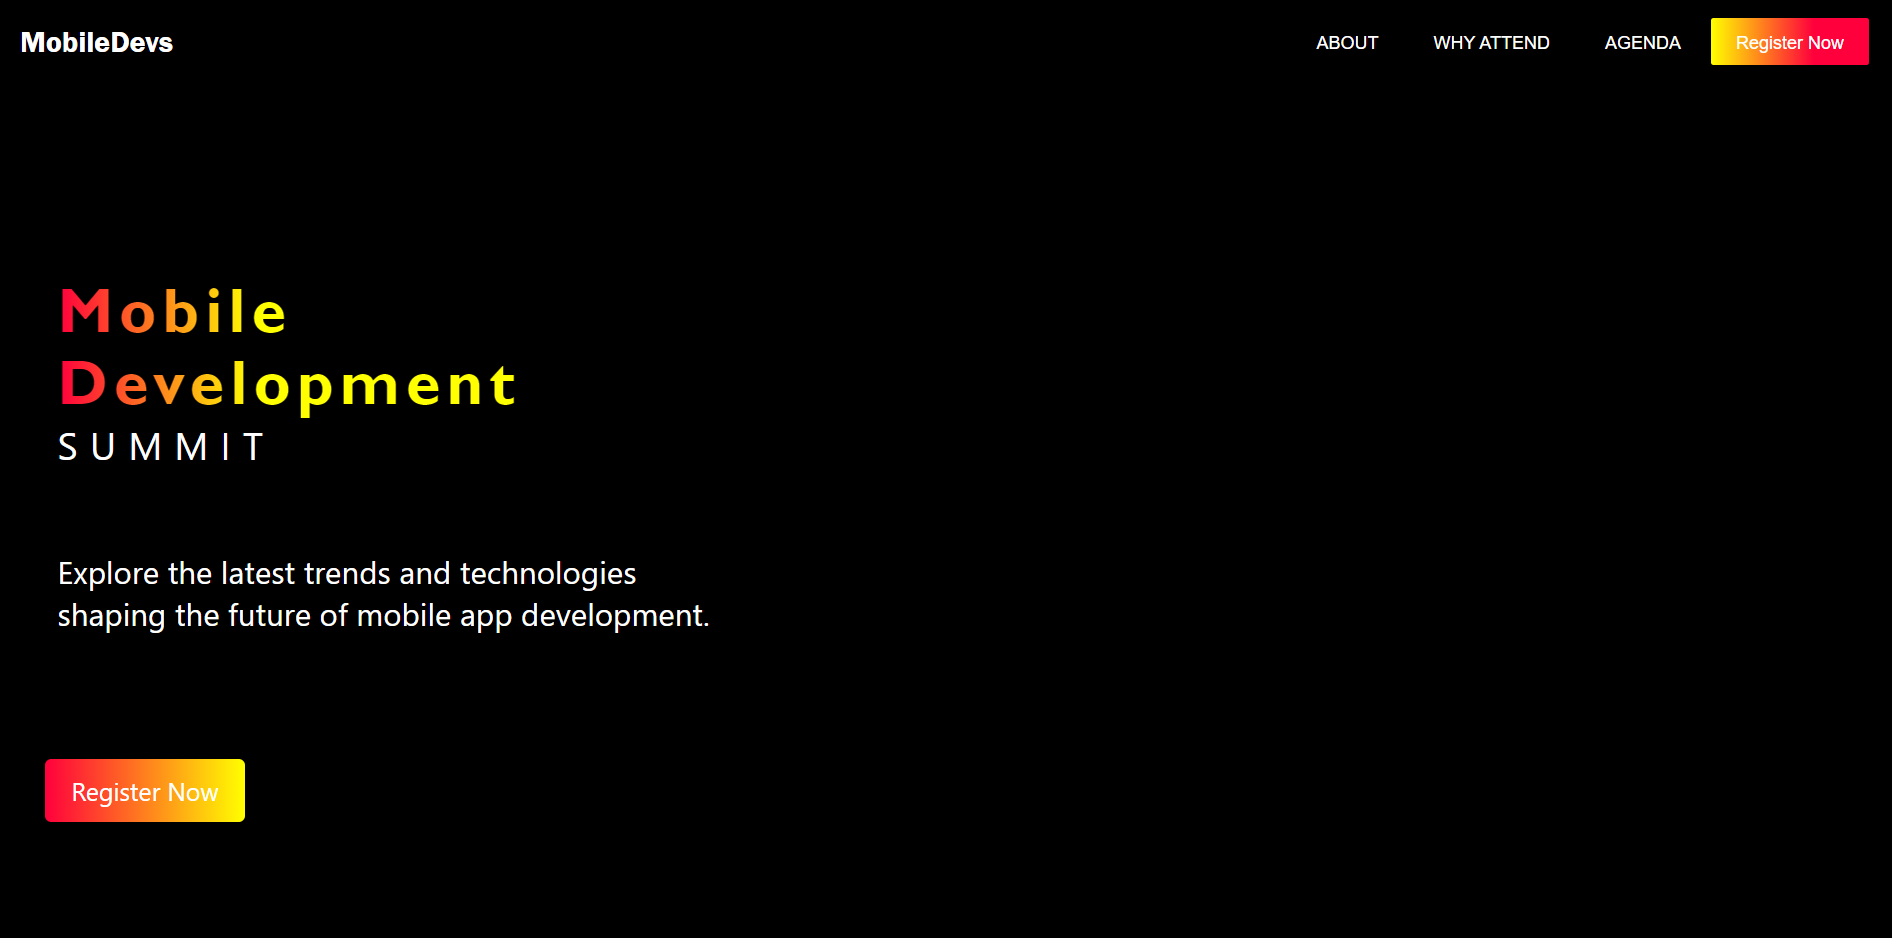 MobileDevs
ABOUT WHY ATTEND AGENDA Register Now
Mobile
Development
SUMMIT
Explore the latest trends and technologies
shaping the future of mobile app development.
Register Now